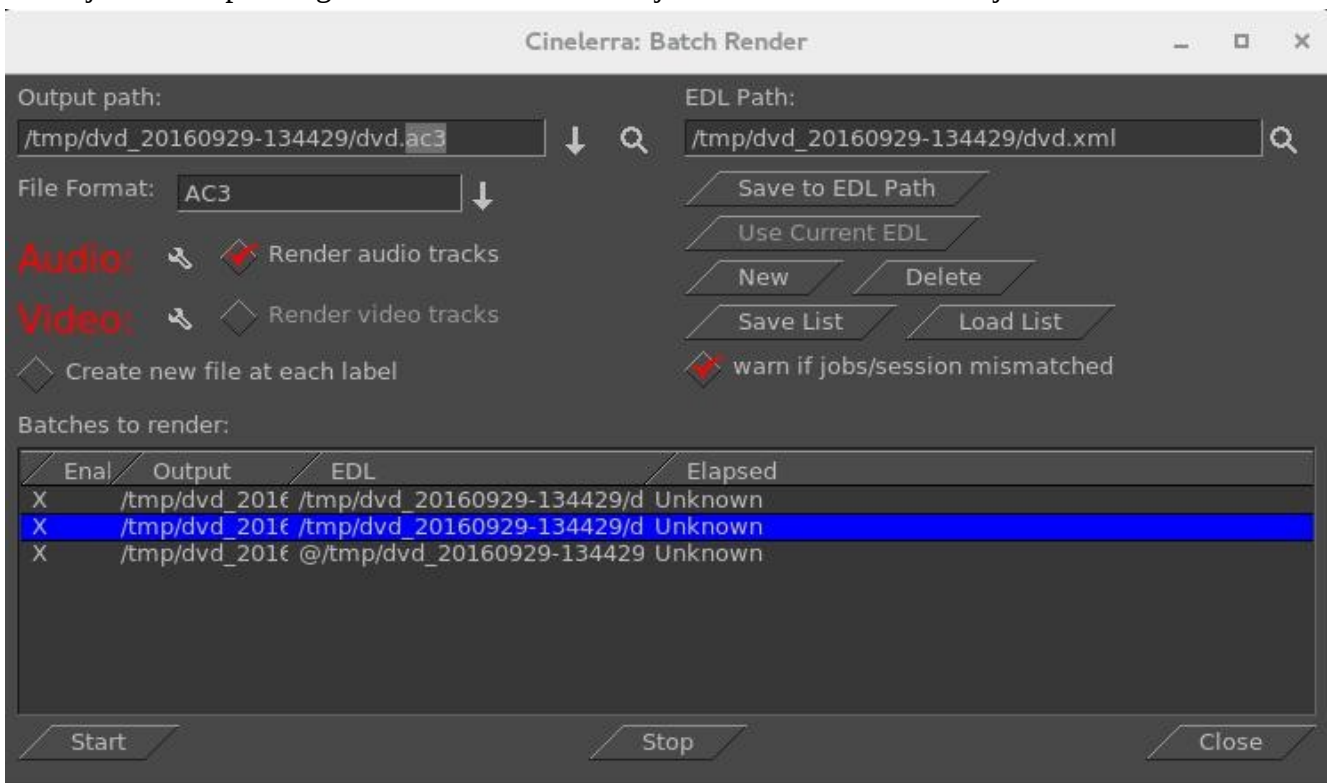 Cinelerra: Batch Render
Output path:
/tmp/dvd_20160929-134429/dvd.ac3
File Format: AC3
Audio: Render audio tracks
Video: Render video tracks
Create new file at each label
EDL Path:
/tmp/dvd_20160929-134429/dvd.xml
Save to EDL Path
Use Current EDL
New Delete
Save List Load List
warn if jobs/session mismatched
Batches to render:
Enal Output EDL Elapsed
X /tmp/dvd_2016 /tmp/dvd_20160929-134429/d Unknown
X /tmp/dvd_2016 /tmp/dvd_20160929-134429/d Unknown
X /tmp/dvd_2016 @/tmp/dvd_20160929-134429 Unknown
Start Stop Close